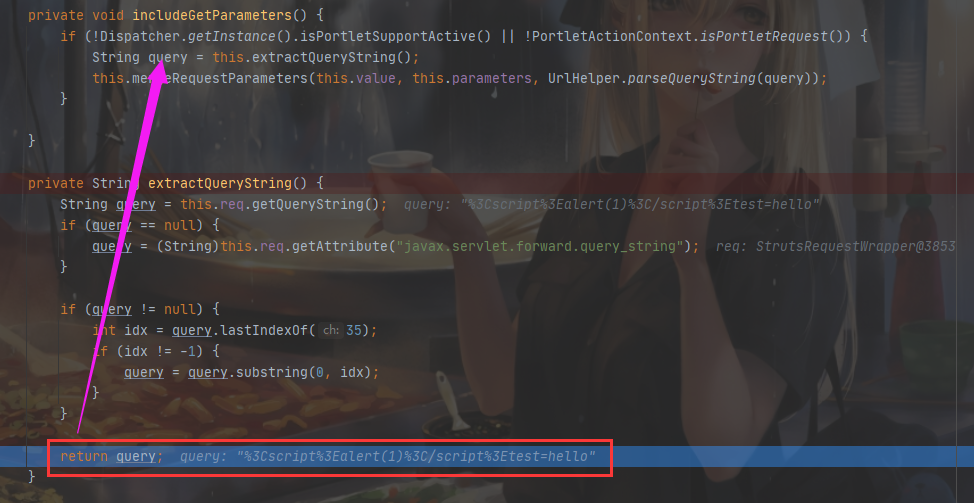 private void includeGetParameters() {
if (!Dispatcher.getInstance().isPortletSupportActive() || !PortletActionContext.isPortletRequest()) {
String query = this.extractQueryString();
this.me RequestParameters(this.value, this.parameters, UrlHelper.parseQueryString(query));
}
}
private String extractQueryString() {
String query = this.req.getQueryString(); query: "%3Cscript%3Ealert(1)%3C/script%3Etest=hello"
if (query == null) {
query = (String)this.req.getAttribute("javax.servlet.forward.query_string"); req: StrutsRequestWrapper@3853
}
if (query != null) {
int idx = query.lastIndexOf( ch: 35);
if (idx != -1) {
query = query.substring(0, idx);
}
}
return query; query: "%3Cscript%3Ealert(1)%3C/script%3Etest=hello"
}